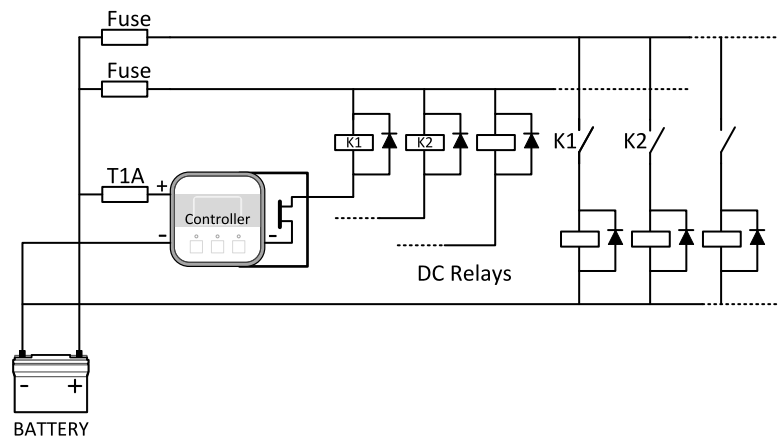 Fuse
Fuse
K1 K2
K1 K2
T1A +
Controller
- -
DC Relays
- +
BATTERY